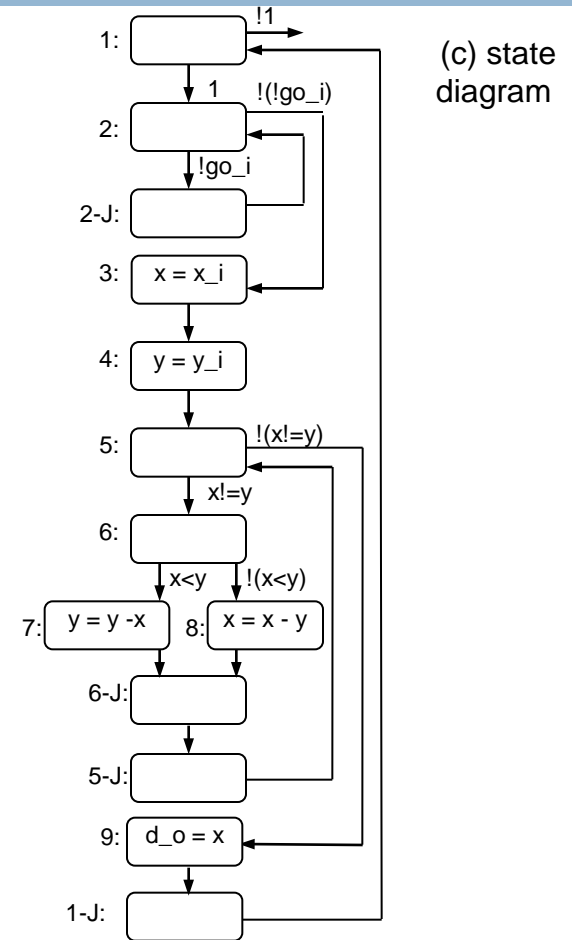 !1
1:
(c) state
diagram
1
!(!go_i)
2:
!go_i
2-J:
3:
x = x_i
4:
y = y_i
5:
!(x!=y)
x!=y
6:
x<y
!(x<y)
7:
y = y -x
8:
x = x - y
6-J:
5-J:
9:
d_o = x
1-J: